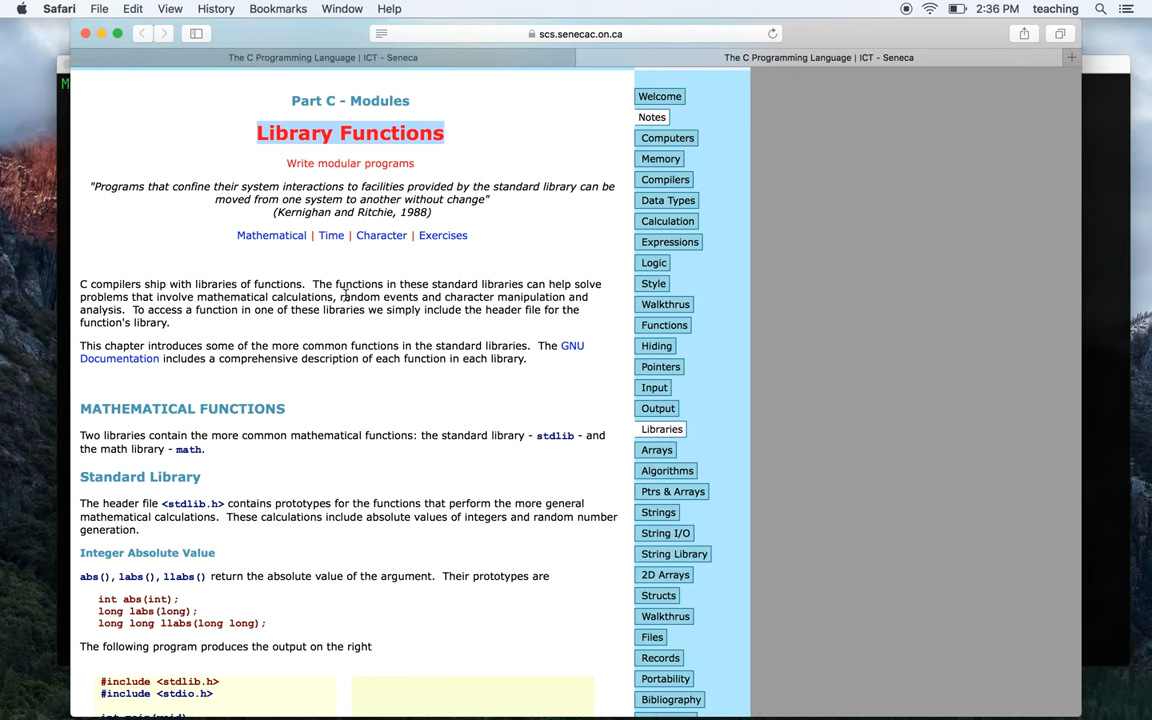 Safari File Edit View History Bookmarks Window Help 2:36 PM teaching
scs.senecac.on.ca
The C Programming Language | ICT - Seneca The C Programming Language | ICT - Seneca
M
Part C - Modules
Library Functions
Write modular programs
"Programs that confine their system interactions to facilities provided by the standard library can be
moved from one system to another without change"
(Kernighan and Ritchie, 1988)
Mathematical | Time | Character | Exercises
C compilers ship with libraries of functions. The functions in these standard libraries can help solve
problems that involve mathematical calculations, random events and character manipulation and
analysis. To access a function in one of these libraries we simply include the header file for the
function's library.
This chapter introduces some of the more common functions in the standard libraries. The GNU
Documentation includes a comprehensive description of each function in each library.
MATHEMATICAL FUNCTIONS
Two libraries contain the more common mathematical functions: the standard library - stdlib - and
the math library - math.
Standard Library
The header file <stdlib.h> contains prototypes for the functions that perform the more general
mathematical calculations. These calculations include absolute values of integers and random number
generation.
Integer Absolute Value
abs(), labs(), llabs() return the absolute value of the argument. Their prototypes are
int abs(int);
long labs(long);
long long llabs(long long);
The following program produces the output on the right
#include <stdlib.h>
#include <stdio.h>
int main(void)
Welcome
Notes
Computers
Memory
Compilers
Data Types
Calculation
Expressions
Logic
Style
Walkthrus
Functions
Hiding
Pointers
Input
Output
Libraries
Arrays
Algorithms
Ptrs & Arrays
Strings
String I/O
String Library
2D Arrays
Structs
Walkthrus
Files
Records
Portability
Bibliography